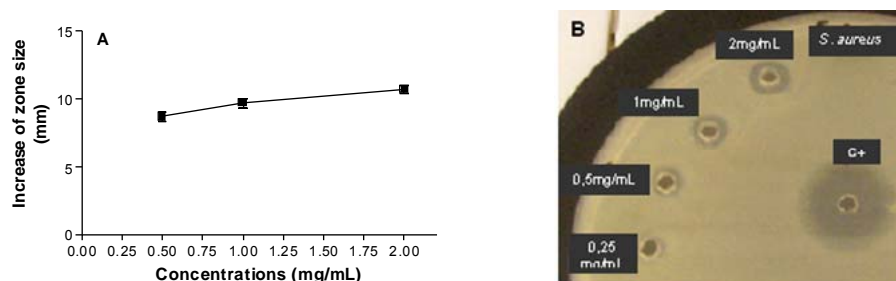 A
15
10
5
0
Increase of zone size
(mm)
0.00 0.25 0.50 0.75 1.00 1.25 1.50 1.75 2.00
Concentrations (mg/mL)
B
S. aureus
2mg/mL
1mg/mL
C+
0,5mg/mL
0,25
mg/mL